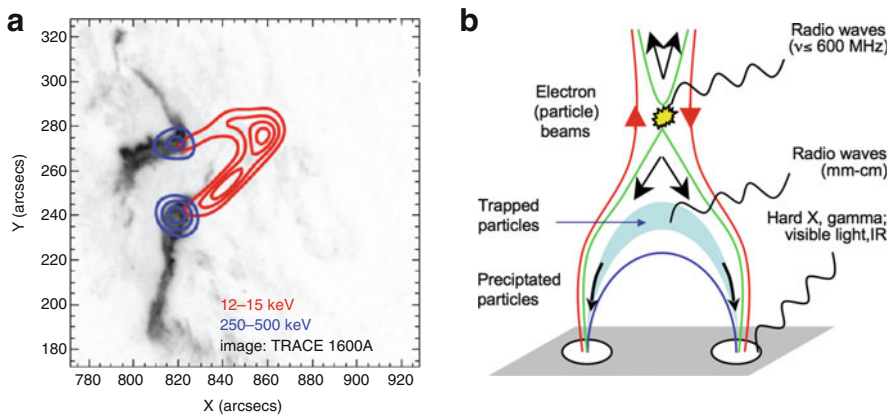 a
Y (arcsecs)
320
300
280
260
240
220
200
180
12–15 keV
250–500 keV
image: TRACE 1600A
780 800 820 840 860 880 900 920
X (arcsecs)
b
Radio waves
(ν≤ 600 MHz)
Electron
(particle)
beams
Radio waves
(mm-cm)
Trapped
particles
Hard X, gamma;
visible light,IR
Preciptated
particles